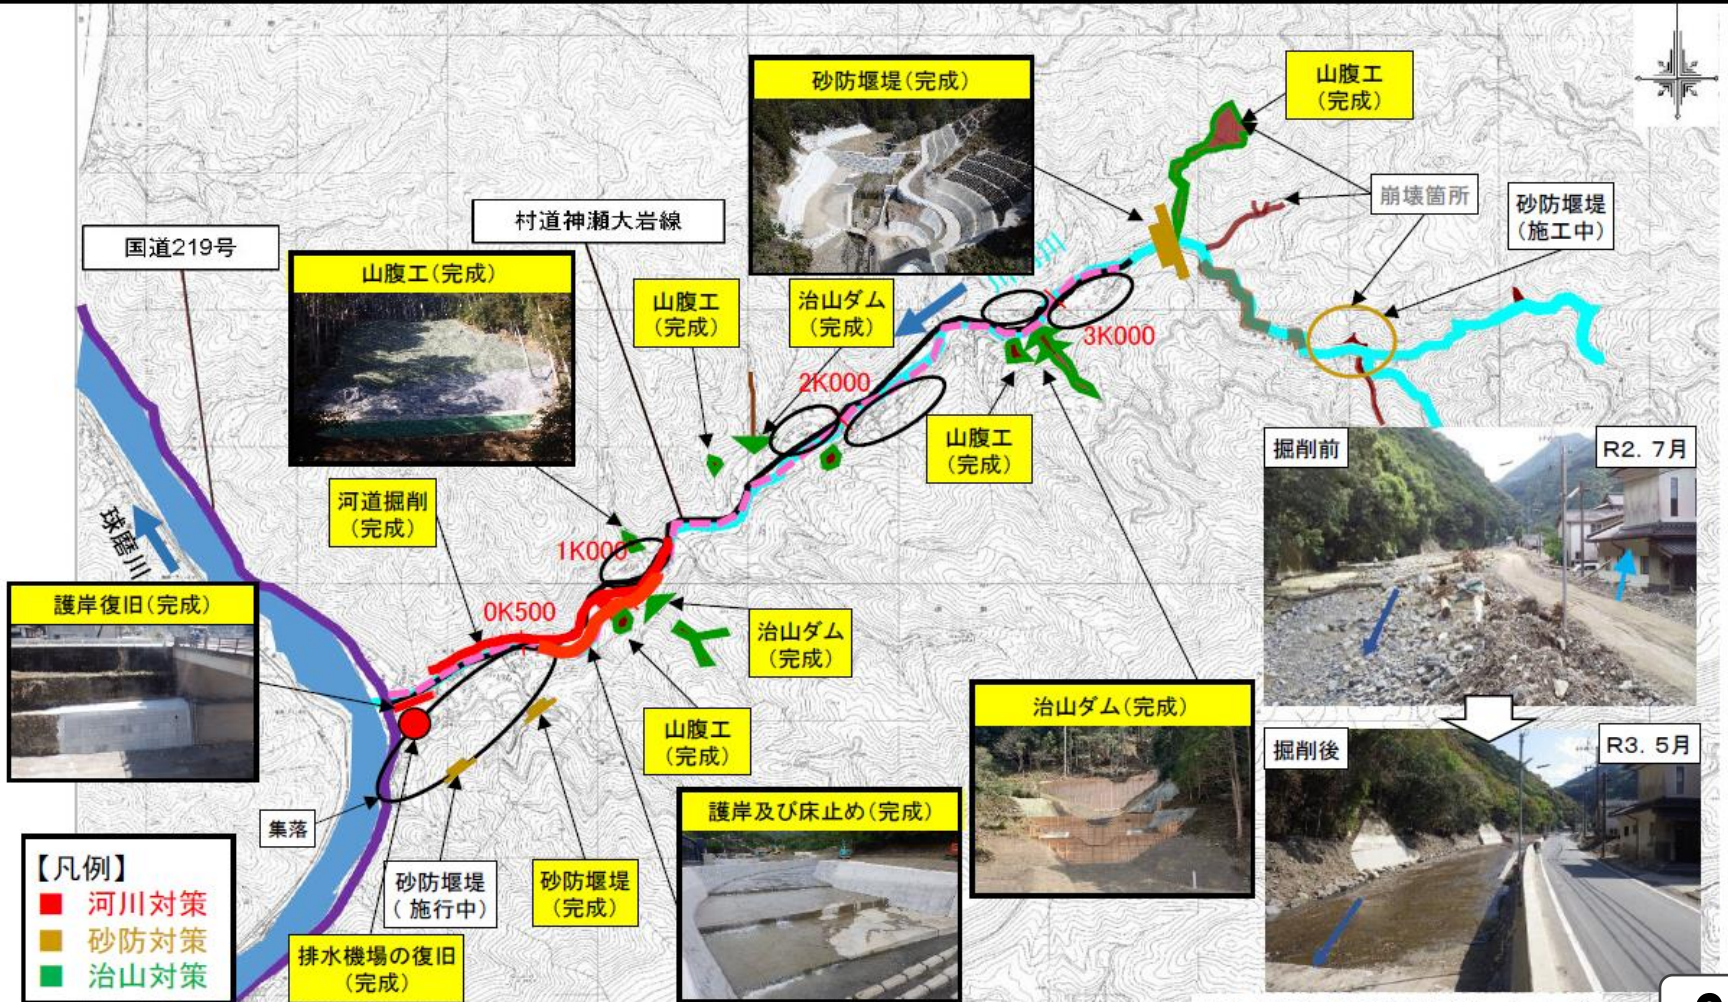 砂防堰堤(完成)
山腹工
(完成)
崩壊箇所
砂防堰堤
(施工中)
村道神瀬大岩線
国道219号
山腹工(完成)
山腹工
(完成)
治山ダム
(完成)
3K000
2K000
山腹工
(完成)
掘削前
R2. 7月
河道掘削
(完成)
球磨川
1K000
護岸復旧(完成)
0K500
治山ダム
(完成)
山腹工
(完成)
治山ダム(完成)
掘削後
R3. 5月
護岸及び床止め(完成)
集落
砂防堰堤
( 施行中)
砂防堰堤
(完成)
排水機場の復旧
(完成)
【凡例】
■ 河川対策
■ 砂防対策
■ 治山対策